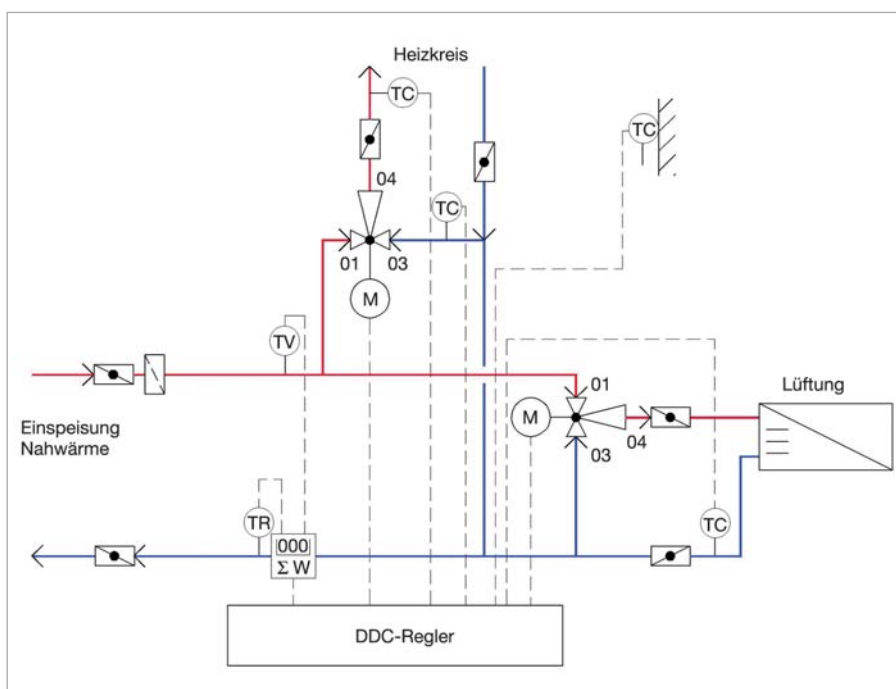 Heizkreis
TC
TC
04
TC
01
03
M
TV
01
Lüftung
M
04
Einspeisung
Nahwärme
03
TR
TC
000
Σ W
DDC-Regler